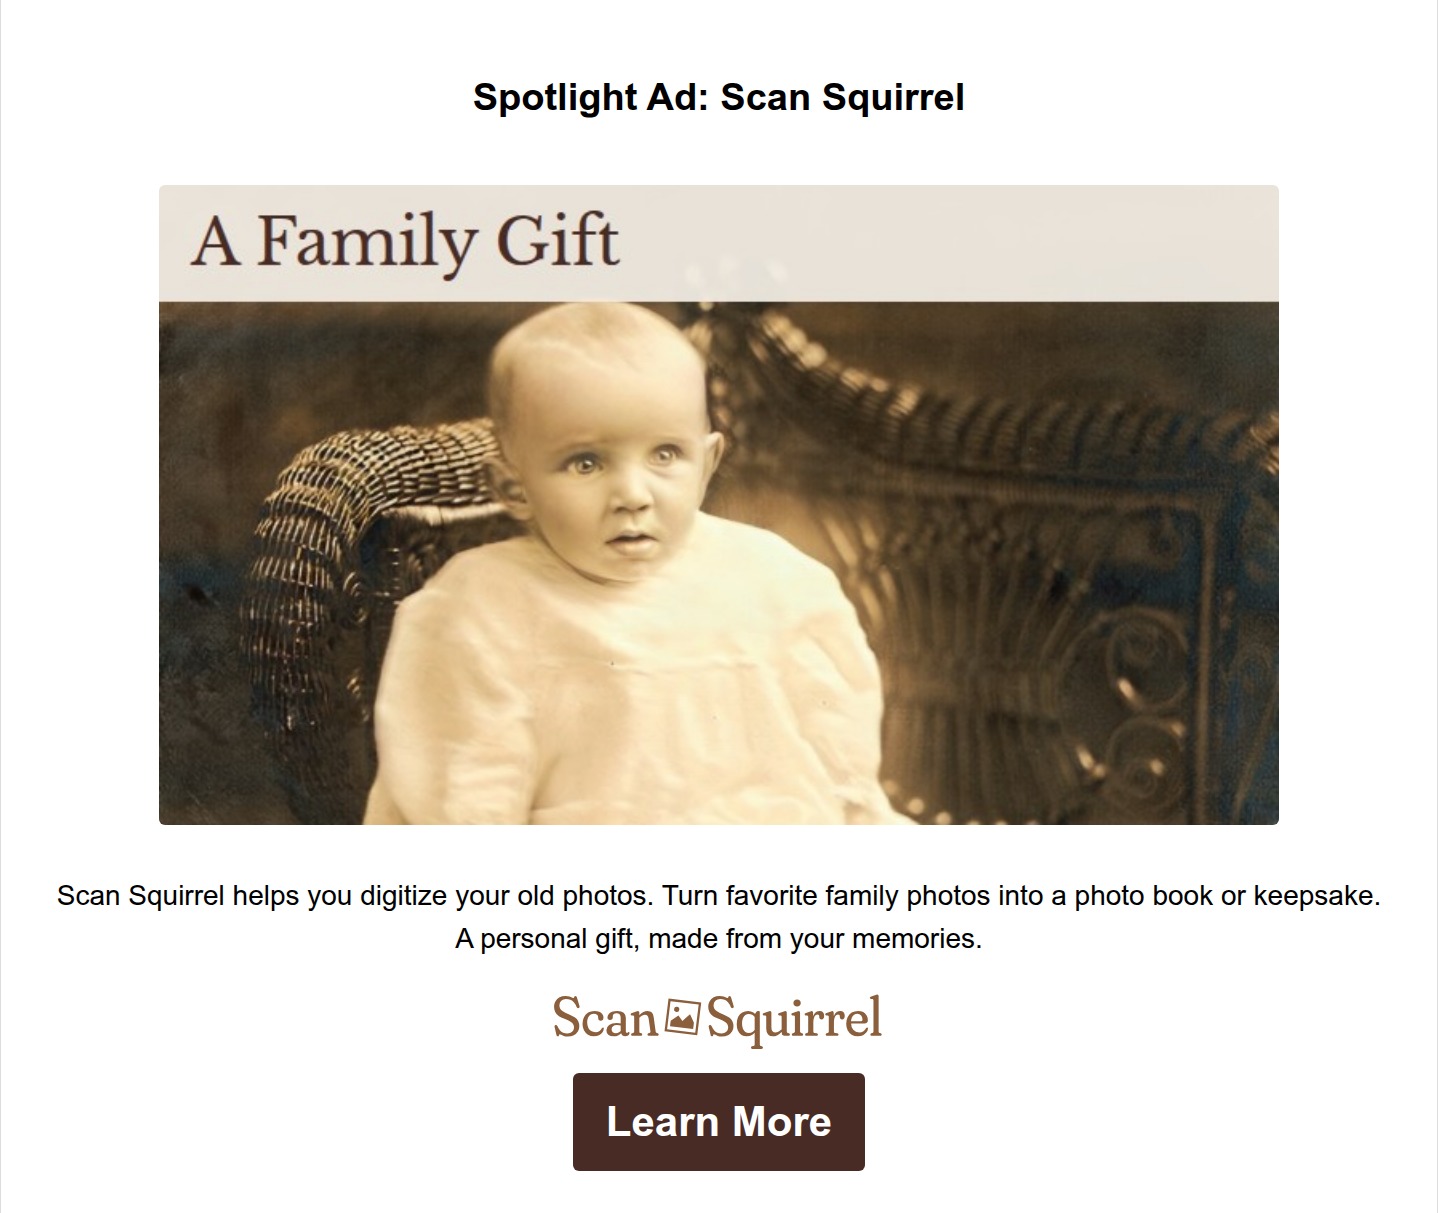 Spotlight Ad: Scan Squirrel
A Family Gift
Scan Squirrel helps you digitize your old photos. Turn favorite family photos into a photo book or keepsake.
A personal gift, made from your memories.
Scan Squirrel
Learn More